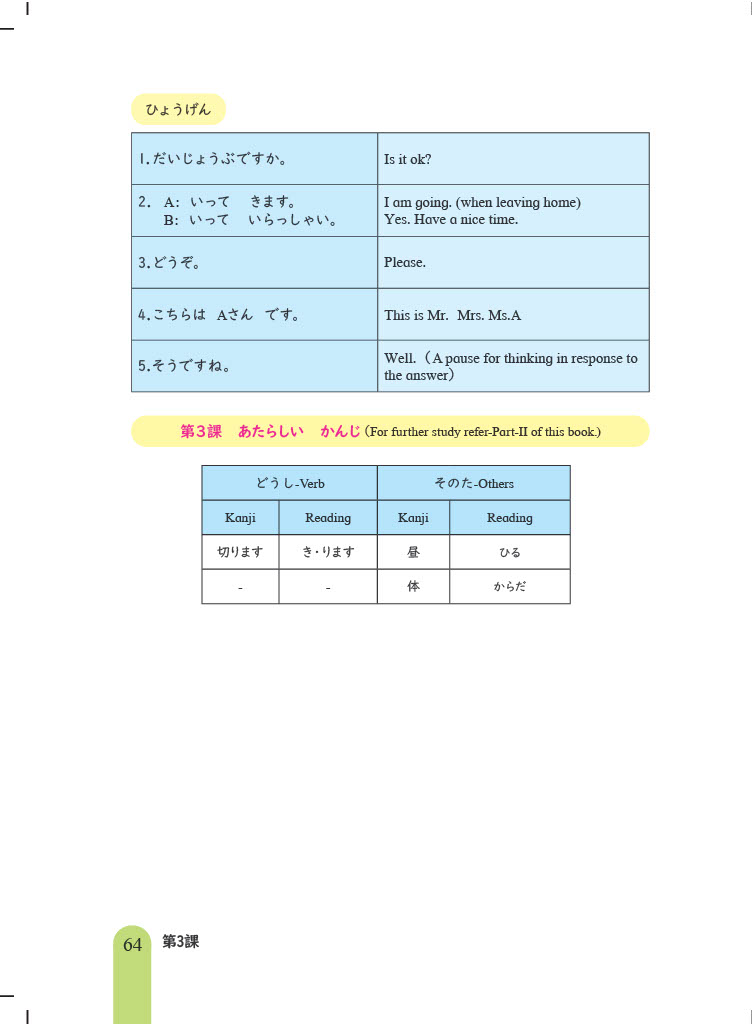 ひょうげん
1.だいじょうぶですか。 Is it ok?
2. A: いって きます。 I am going. (when leaving home)
B: いって いらっしゃい。 Yes. Have a nice time.
3.どうぞ。 Please.
4.こちらは Aさん です。 This is Mr. Mrs. Ms.A
5.そうですね。 Well.（A pause for thinking in response to
the answer）
第３課 あたらしい かんじ (For further study refer-Part-II of this book.)
どうし-Verb そのた-Others
Kanji Reading Kanji Reading
切ります き・ります 昼 ひる
- - 体 からだ
64 第3課